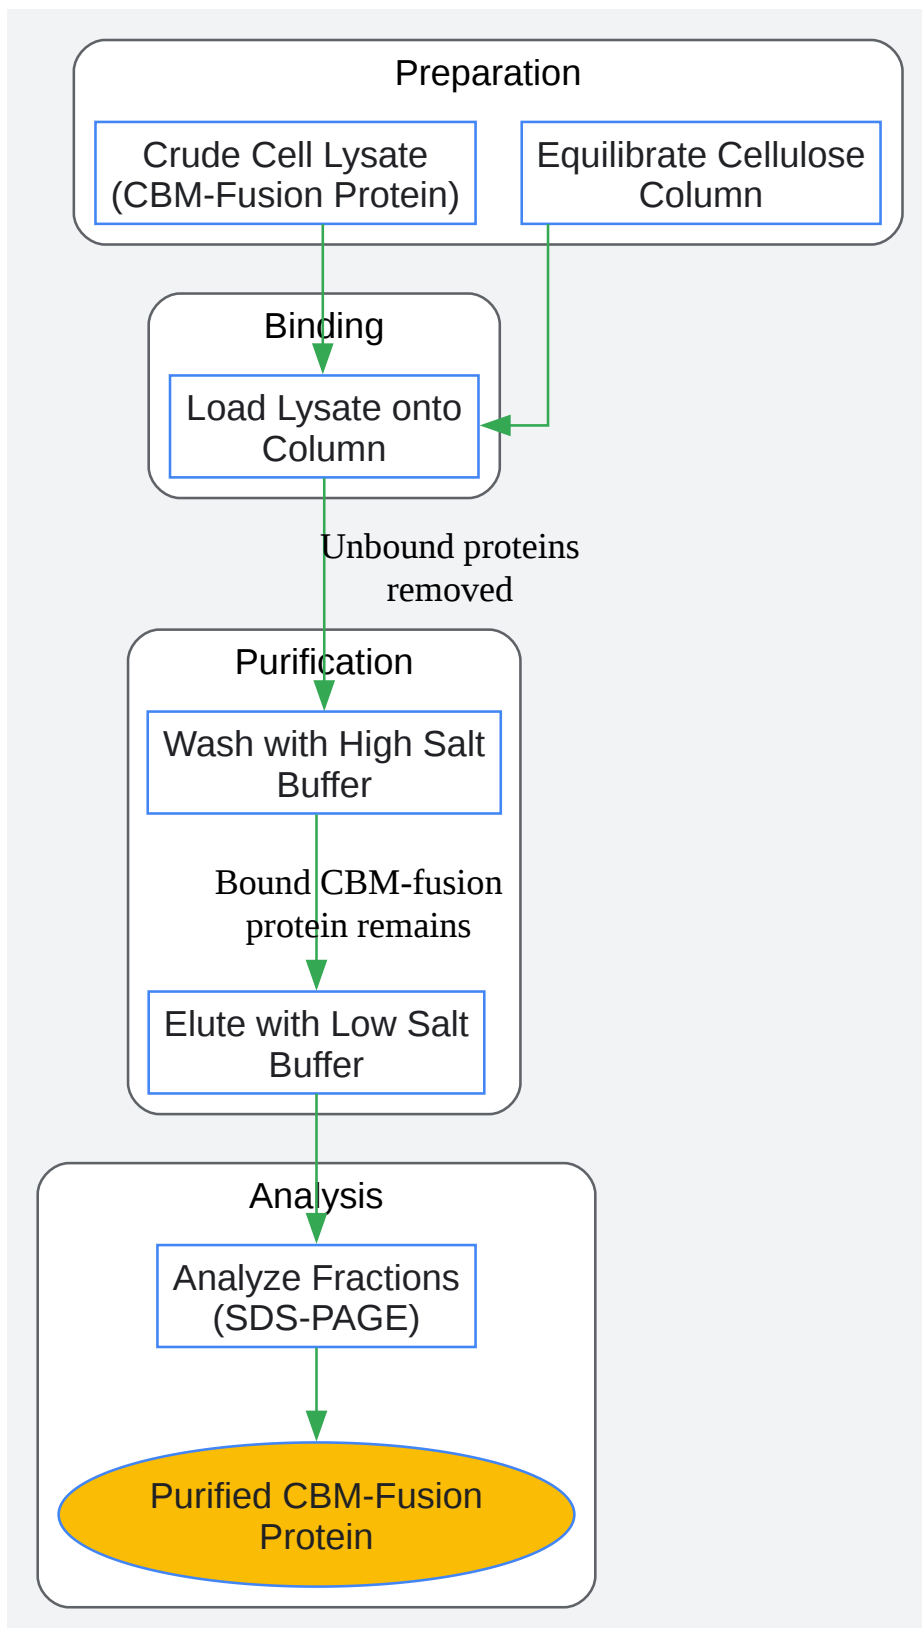 Preparation
Crude Cell Lysate
(CBM-Fusion Protein)
Equilibrate Cellulose
Column
Binding
Load Lysate onto
Column
Unbound proteins
removed
Purification
Wash with High Salt
Buffer
Bound CBM-fusion
protein remains
Elute with Low Salt
Buffer
Analysis
Analyze Fractions
(SDS-PAGE)
Purified CBM-Fusion
Protein